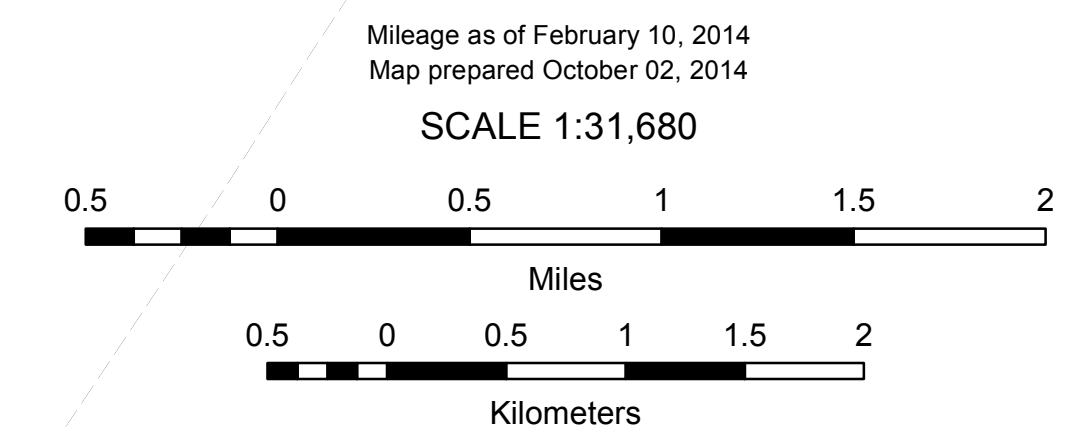 Mileage as of February 10, 2014
Map prepared October 02, 2014
SCALE 1:31,680
0.5 0 0.5 1 1.5 2
Miles
0.5 0 0.5 1 1.5 2
Kilometers